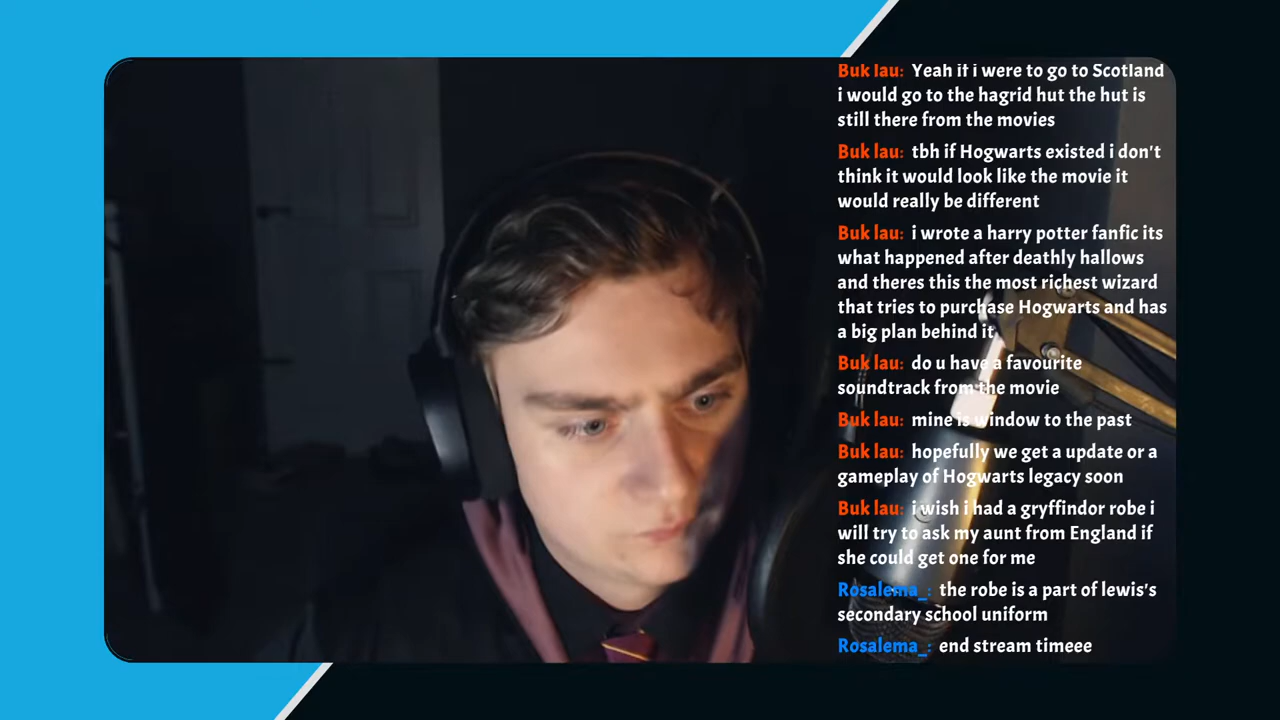 Buk lau: Yeah if i were to go to Scotland
i would go to the hagrid hut the hut is
still there from the movies
Buk lau: tbh if Hogwarts existed i don't
think it would look like the movie it
would really be different
Buk lau: i wrote a harry potter fanfic its
what happened after deathly hallows
and theres this the most richest wizard
that tries to purchase Hogwarts and has
a big plan behind it
Buk lau: do u have a favourite
soundtrack from the movie
Buk lau: mine is window to the past
Buk lau: hopefully we get a update or a
gameplay of Hogwarts legacy soon
Buk lau: i wish i had a gryffindor robe i
will try to ask my aunt from England if
she could get one for me
Rosalema_: the robe is a part of lewis's
secondary school uniform
Rosalema_: end stream timeee